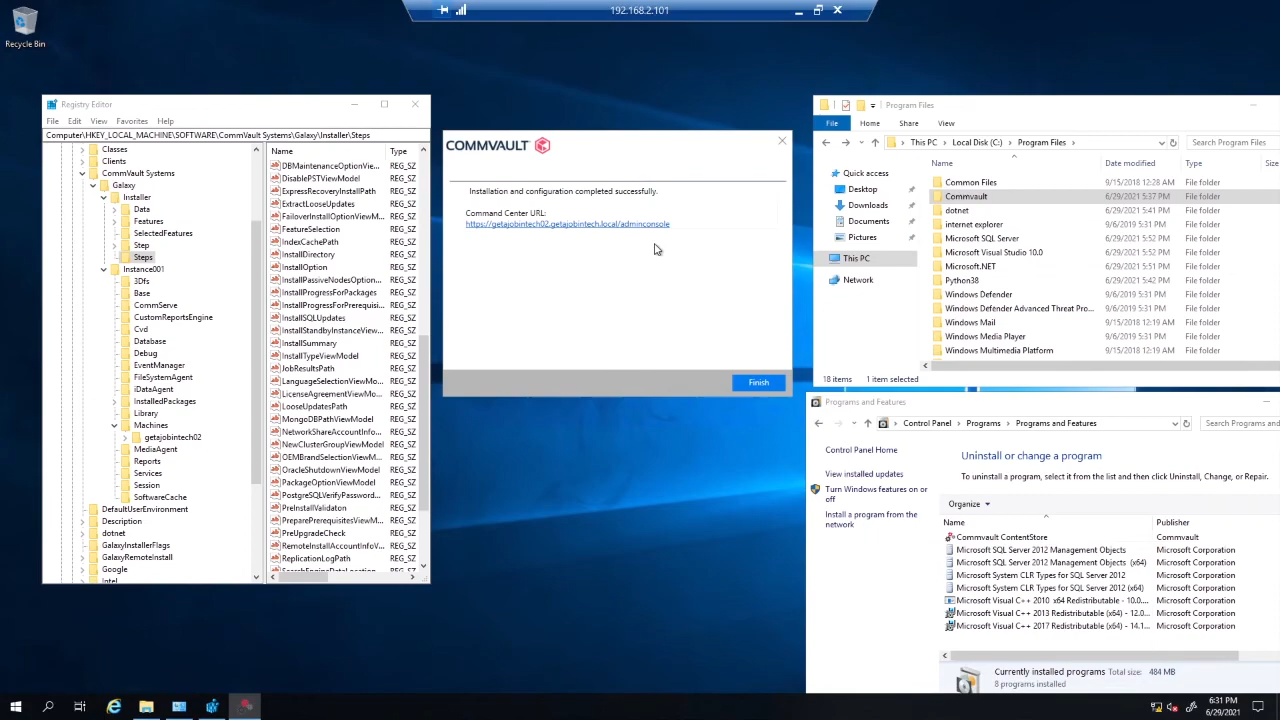 192.168.2.101
Recycle Bin
Registry Editor
File Edit View Favorites Help
Computer\HKEY_LOCAL_MACHINE\SOFTWARE\CommVault Systems\Galaxy\Installer\Steps
Classes
Clients
CommVault Systems
Galaxy
Installer
Data
Features
SelectedFeatures
Step
Steps
Instance001
3Dfs
Base
CommServe
CustomReportsEngine
Cvd
Database
Debug
EventManager
FileSystemAgent
iDataAgent
InstalledPackages
Library
Machines
getajobintech02
MediaAgent
Reports
Services
Session
SoftwareCache
DefaultUserEnvironment
Description
dotnet
GalaxyInstallerFlags
GalaxyRemoteInstall
Google
Intel
Name Type
DBMaintenanceOptionVie... REG_SZ
DisablePSTViewModel REG_SZ
ExpressRecoveryInstallPath REG_SZ
ExtractLooseUpdates REG_SZ
FailoverInstallOptionView... REG_SZ
FeatureSelection REG_SZ
IndexCachePath REG_SZ
InstallDirectory REG_SZ
InstallOption REG_SZ
InstallPassiveNodesOption... REG_SZ
InstallProgressForPackages REG_SZ
InstallProgressForPrerequisi... REG_SZ
InstallSQLUpdates REG_SZ
InstallStandbyInstanceView... REG_SZ
InstallSummary REG_SZ
InstallTypeViewModel REG_SZ
JobResultsPath REG_SZ
LanguageSelectionViewMo... REG_SZ
LicenseAgreementViewMod... REG_SZ
LooseUpdatesPath REG_SZ
MongoDBPathViewModel REG_SZ
NetworkShareAccountInfo... REG_SZ
NewClusterGroupViewModel REG_SZ
OEMBrandSelectionViewMo... REG_SZ
OracleShutdownViewModel REG_SZ
PackageOptionViewModel REG_SZ
PostgreSQLVerifyPassword... REG_SZ
PreInstallValidaton REG_SZ
PreparePrerequisitesViewM... REG_SZ
PreUpgradeCheck REG_SZ
RemoteInstallAccountInfoV... REG_SZ
ReplicationLogPath REG_SZ
COMMVAULT
Installation and configuration completed successfully.
Command Center URL:
https://getajobintech02.getajobintech.local/adminconsole
Finish
Program Files
File Home Share View
This PC Local Disk (C:) Program Files
Search Program Files
Quick access
Desktop
Downloads
Documents
Pictures
This PC
Network
Name Date modified Type
Common Files 9/15/2018 12:28 AM File folder
Commvault 6/29/2021 5:37 PM File folder
dotnet 6/29/2021 5:41 PM File folder
internet explorer 9/6/2019 5:31 PM File folder
Microsoft SQL Server 6/29/2021 5:52 PM File folder
Microsoft Visual Studio 10.0 6/29/2021 5:52 PM File folder
Microsoft.NET 6/29/2021 5:51 PM File folder
Python38 6/29/2021 5:42 PM File folder
Windows Defender 9/6/2019 5:31 PM File folder
Windows Defender Advanced Threat Pro... 9/6/2019 5:31 PM File folder
Windows Mail 9/15/2018 12:19 AM File folder
Windows Media Player 9/6/2019 5:31 PM File folder
Windows Multimedia Platform 9/15/2018 12:19 AM File folder
18 items 1 item selected
Programs and Features
Control Panel Programs Programs and Features
Search Programs and
Control Panel Home
View installed updates
Turn Windows features on or
off
Install a program from the
network
Uninstall or change a program
To uninstall a program, select it from the list and then click Uninstall, Change, or Repair.
Organize
Name Publisher
Commvault ContentStore Commvault
Microsoft SQL Server 2012 Management Objects Microsoft Corporation
Microsoft SQL Server 2012 Management Objects (x64) Microsoft Corporation
Microsoft System CLR Types for SQL Server 2012 Microsoft Corporation
Microsoft System CLR Types for SQL Server 2012 (x64) Microsoft Corporation
Microsoft Visual C++ 2010 x64 Redistributable - 10.0.... Microsoft Corporation
Microsoft Visual C++ 2013 Redistributable (x64) - 12.0... Microsoft Corporation
Microsoft Visual C++ 2017 Redistributable (x64) - 14.1... Microsoft Corporation
Currently installed programs Total size: 484 MB
8 programs installed
6:31 PM
6/29/2021